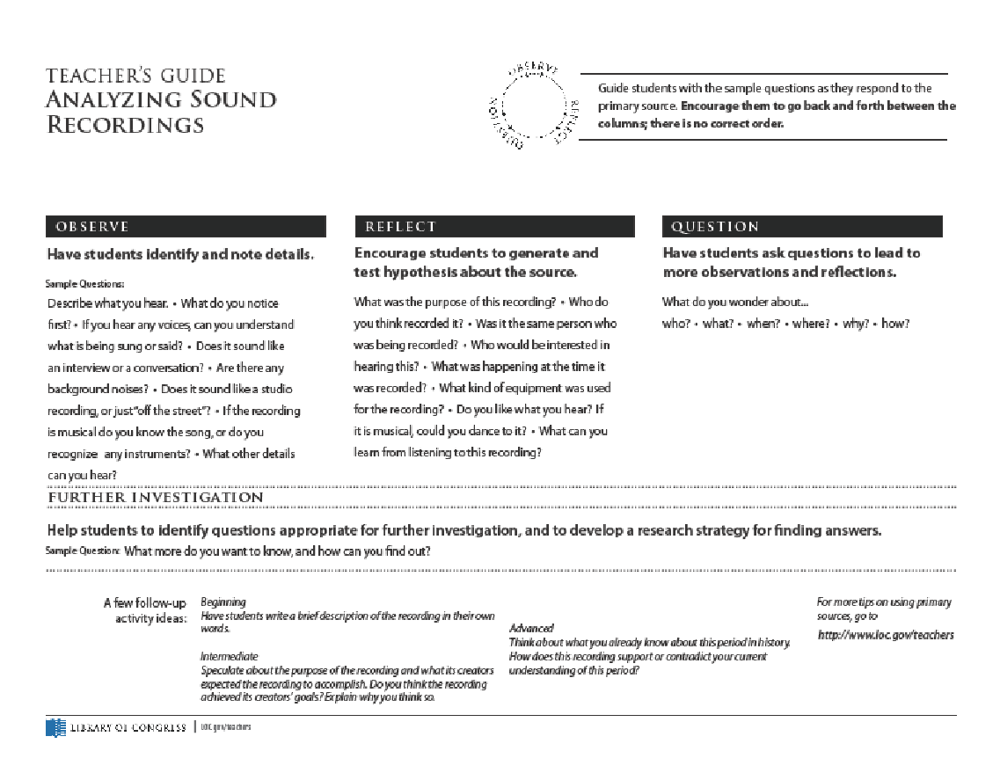 TEACHER'S GUIDE
ANALYZING SOUND
RECORDINGS
OBSERVE
REFLECT
QUESTION
Guide students with the sample questions as they respond to the
primary source. Encourage them to go back and forth between the
columns; there is no correct order.
OBSERVE
Have students identify and note details.
Sample Questions:
Describe what you hear. • What do you notice
first? • If you hear any voices, can you understand
what is being sung or said? • Does it sound like
an interview or a conversation? • Are there any
background noises? • Does it sound like a studio
recording, or just "off the street"? • If the recording
is musical do you know the song, or do you
recognize any instruments? • What other details
can you hear?
REFLECT
Encourage students to generate and
test hypothesis about the source.
What was the purpose of this recording? • Who do
you think recorded it? • Was it the same person who
was being recorded? • Who would be interested in
hearing this? • What was happening at the time it
was recorded? • What kind of equipment was used
for the recording? • Do you like what you hear? If
it is musical, could you dance to it? • What can you
learn from listening to this recording?
QUESTION
Have students ask questions to lead to
more observations and reflections.
What do you wonder about...
who? • what? • when? • where? • why? • how?
FURTHER INVESTIGATION
Help students to identify questions appropriate for further investigation, and to develop a research strategy for finding answers.
Sample Question: What more do you want to know, and how can you find out?
A few follow-up
activity ideas:
Beginning
Have students write a brief description of the recording in their own
words.
Intermediate
Speculate about the purpose of the recording and what its creators
expected the recording to accomplish. Do you think the recording
achieved its creators' goals? Explain why you think so.
Advanced
Think about what you already know about this period in history.
How does this recording support or contradict your current
understanding of this period?
For more tips on using primary
sources, go to
http://www.loc.gov/teachers
LIBRARY OF CONGRESS | LOC.gov/teachers